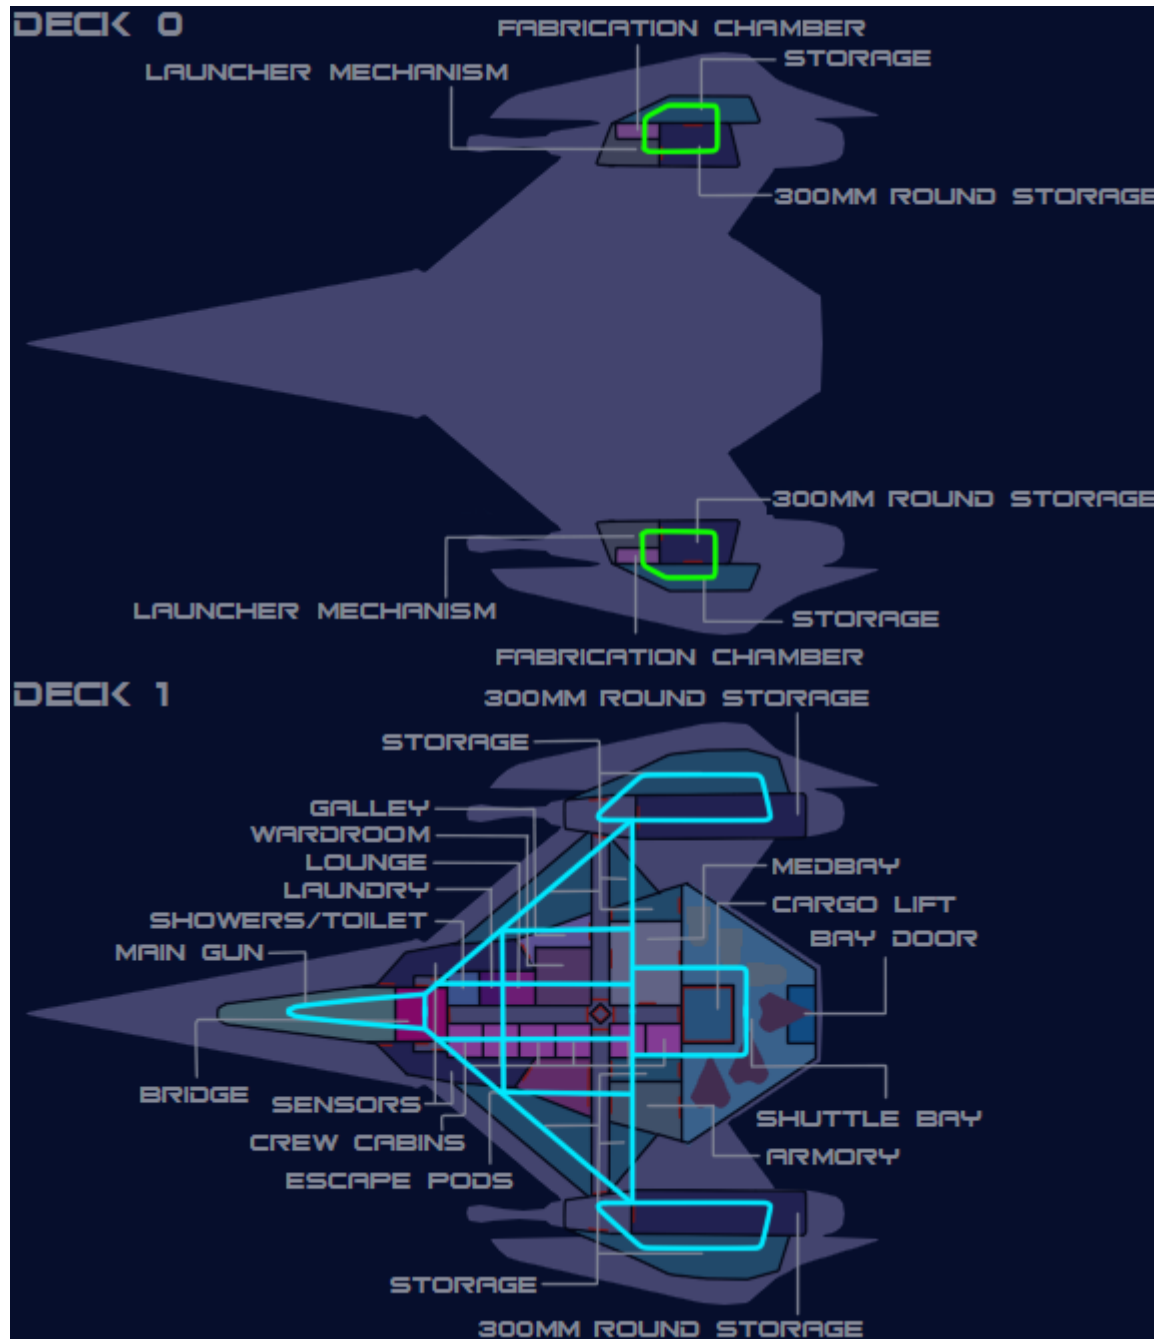 DECK 0
FABRICATION CHAMBER
STORAGE
LAUNCHER MECHANISM
300MM ROUND STORAGE
300MM ROUND STORAGE
LAUNCHER MECHANISM
STORAGE
FABRICATION CHAMBER
DECK 1
300MM ROUND STORAGE
STORAGE
GALLEY
WARDROOM
LOUNGE
MEDBAY
LAUNDRY
CARGO LIFT
SHOWERS/TOILET
BAY DOOR
MAIN GUN
BRIDGE
SENSORS
SHUTTLE BAY
CREW CABINS
ARMORY
ESCAPE PODS
STORAGE
300MM ROUND STORAGE